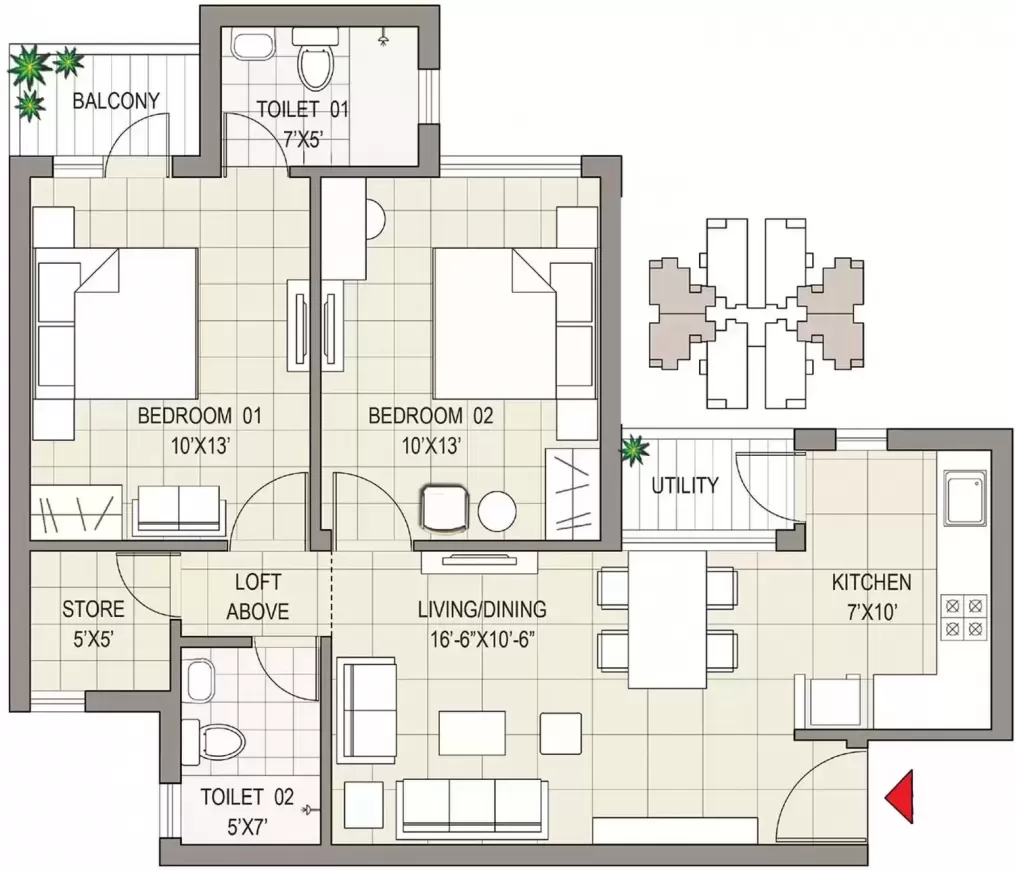 BALCONY
TOILET 01
7'X5'
BEDROOM 01
10'X13'
BEDROOM 02
10'X13'
UTILITY
KITCHEN
7'X10'
STORE
5'X5'
LOFT
ABOVE
LIVING/DINING
16'-6"X10'-6"
TOILET 02
5'X7'